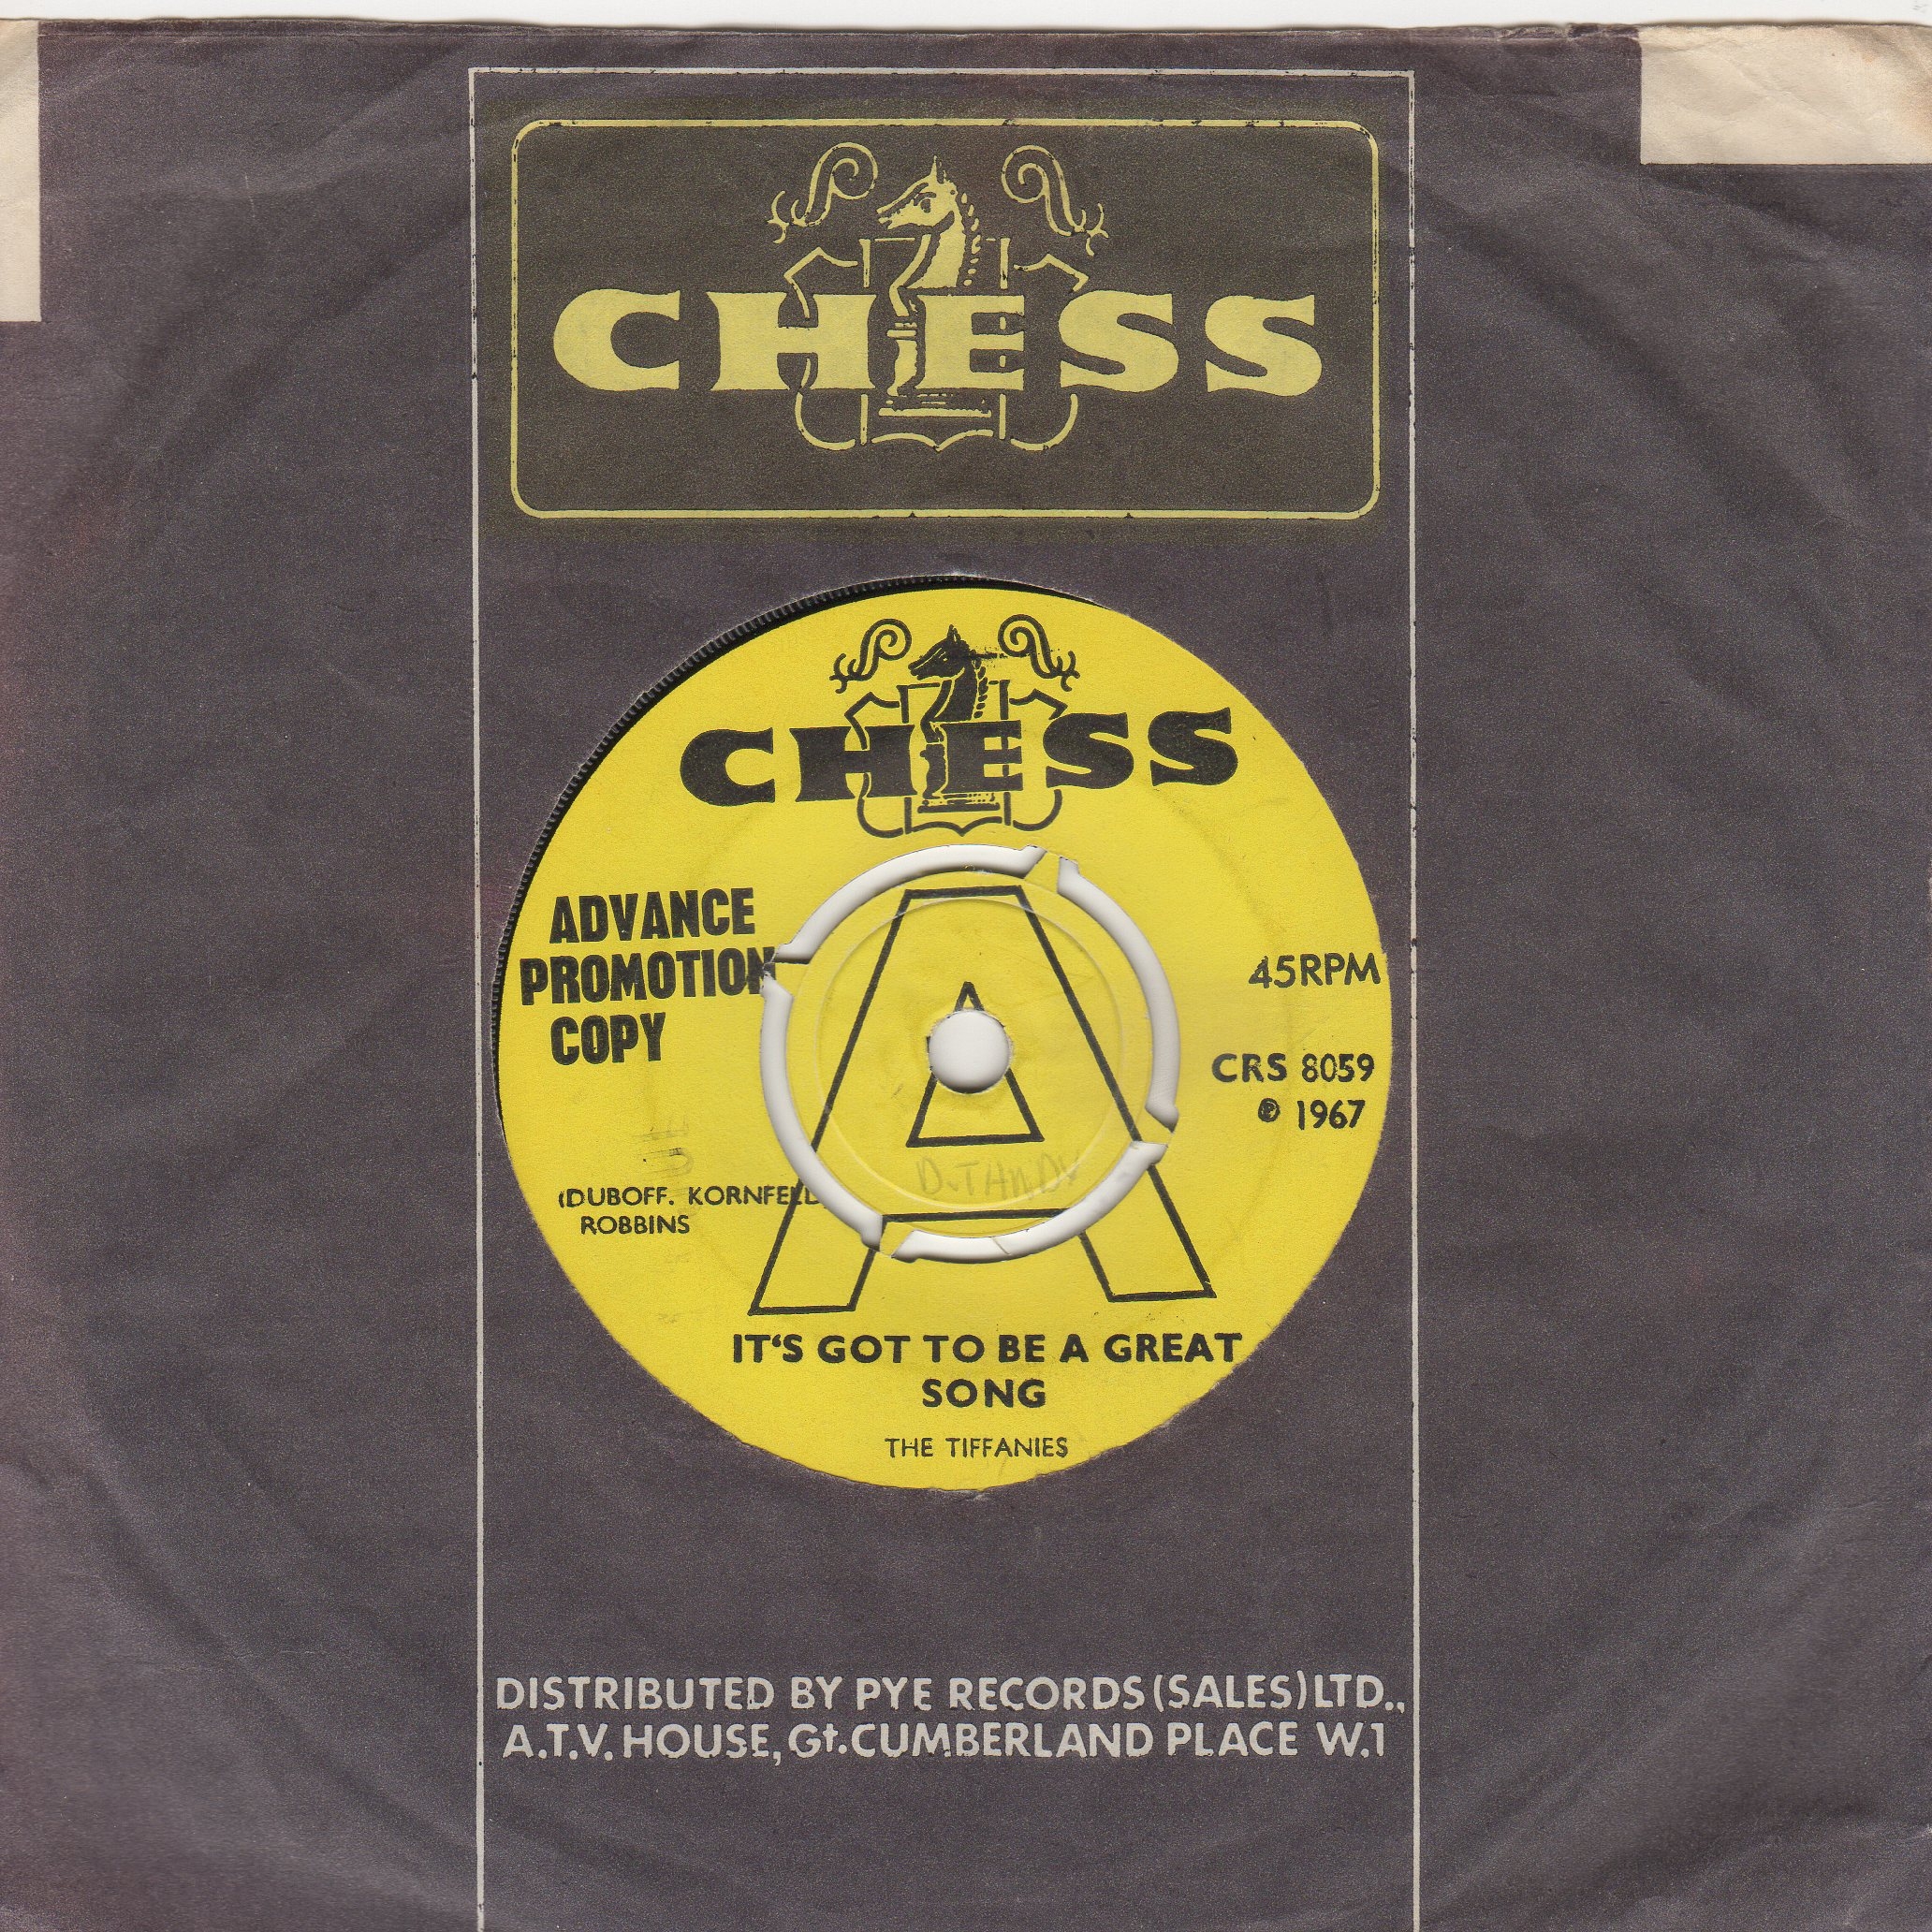 CHESS
CHESS
ADVANCE
PROMOTION
COPY
A
45RPM
CRS 8059
℗ 1967
D.TANDY
(DUBOFF. KORNFELD.
ROBBINS
IT'S GOT TO BE A GREAT
SONG
THE TIFFANIES
DISTRIBUTED BY PYE RECORDS (SALES) LTD.,
A.T.V. HOUSE, Gt. CUMBERLAND PLACE W.1